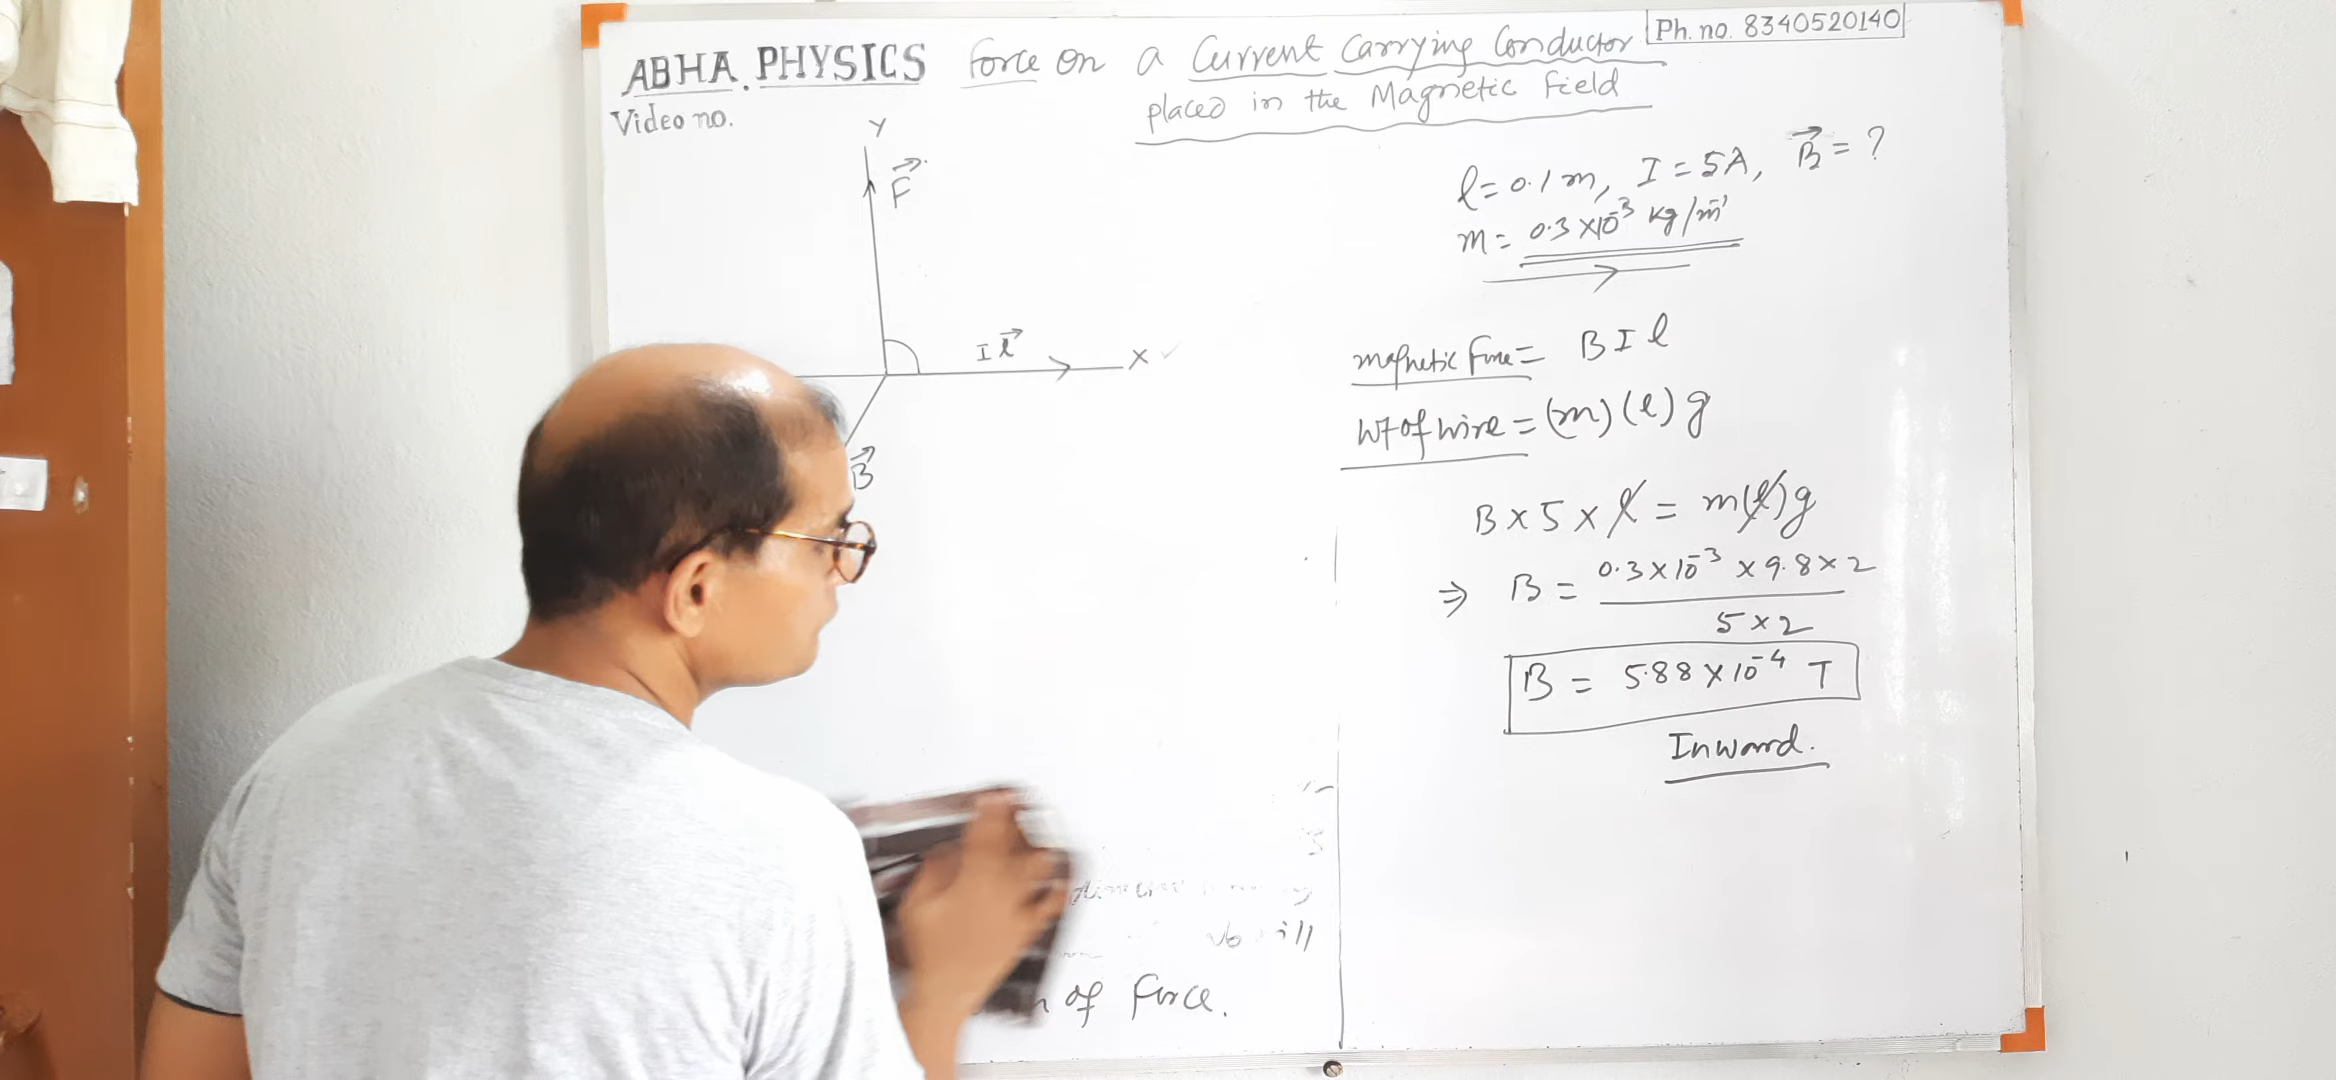 ABHA PHYSICS Force on a Current Carrying Conductor
placed in the Magnetic Field
Ph. no. 8340520140
Video no.
Y
F⃗
I l⃗
X
B⃗
of force.
l = 0.1 m, I = 5A, B⃗ = ?
m = 0.3 × 10⁻³ kg/m⁻¹
magnetic force = B I l
Wt of wire = (m) (l) g
B × 5 × l = m(l)g
⇒ B = 0.3 × 10⁻³ × 9.8 × 2
5 × 2
B = 5.88 × 10⁻⁴ T
Inward.